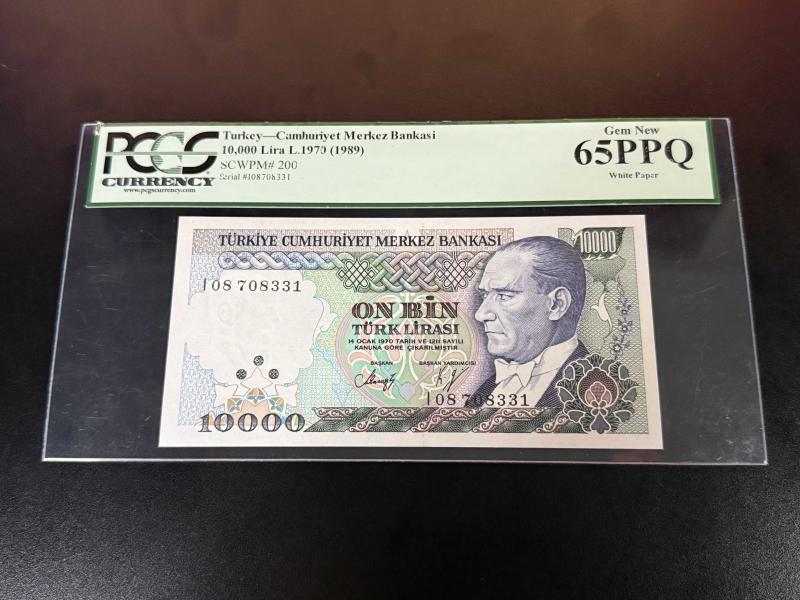 PCGS
CURRENCY
www.pcgscurrency.com
Turkey—Cumhuriyet Merkez Bankasi
10,000 Lira L.1970 (1989)
SCWPM# 200
Serial #I08708331
Gem New
65PPQ
White Paper
TÜRKİYE CUMHURİYET MERKEZ BANKASI
10000
I08 708331
ON BİN
TÜRK LİRASI
14 OCAK 1970 TARİH VE 1211 SAYILI
KANUNA GÖRE ÇIKARILMIŞTIR
BAŞKAN
BAŞKAN YARDIMCISI
I08 708331
10000